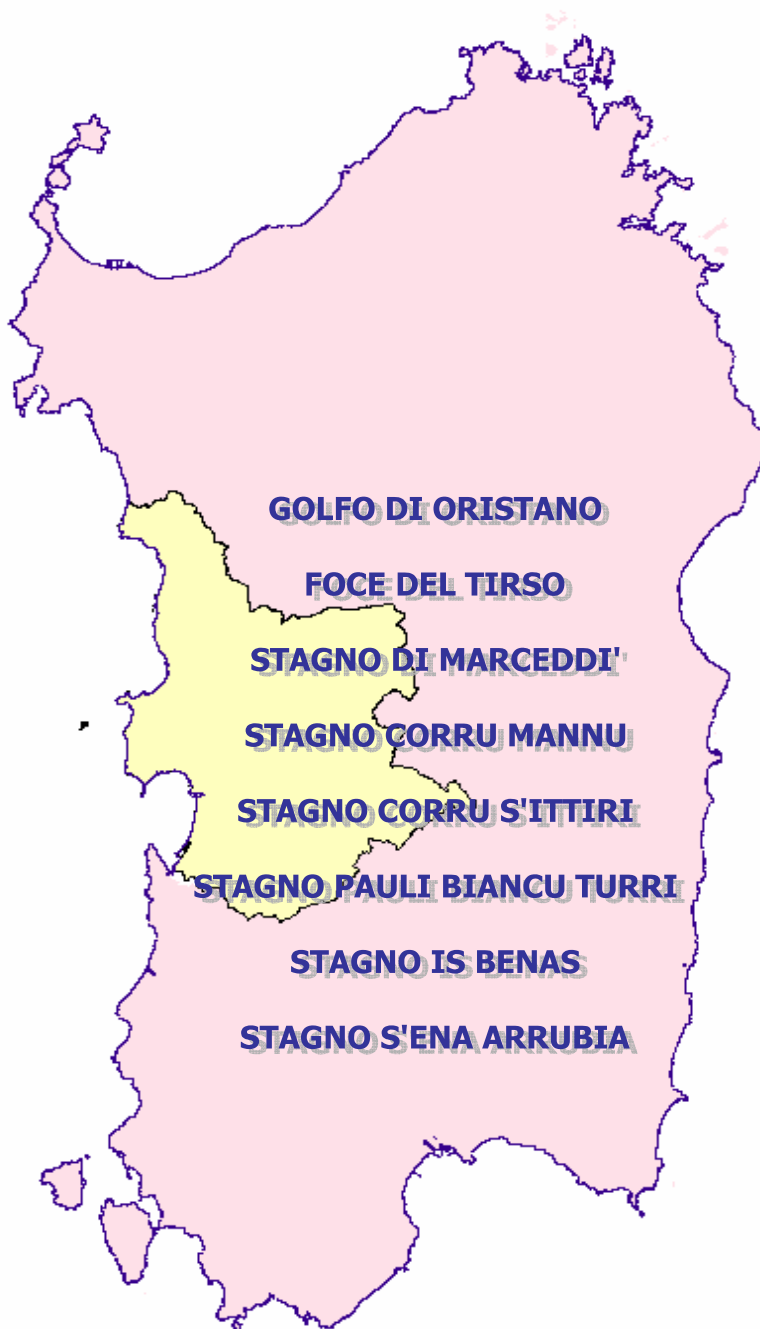 GOLFO DI ORISTANO
FOCE DEL TIRSO
STAGNO DI MARCEDDI'
STAGNO CORRU MANNU
STAGNO CORRU S'ITTIRI
STAGNO PAULI BIANCU TURRI
STAGNO IS BENAS
STAGNO S'ENA ARRUBIA